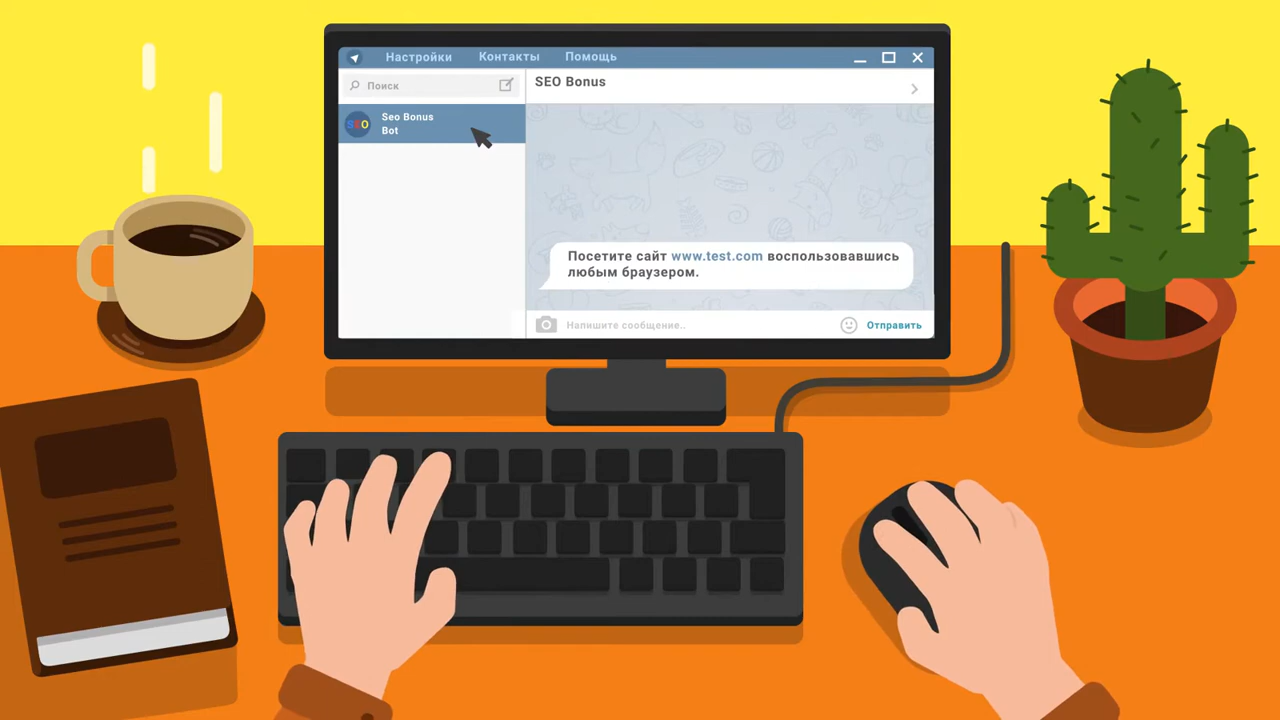 Настройки Контакты Помощь
Поиск
SEO Bonus
SEO
Seo Bonus
Bot
Посетите сайт www.test.com воспользовавшись
любым браузером.
Напишите сообщение..
Отправить